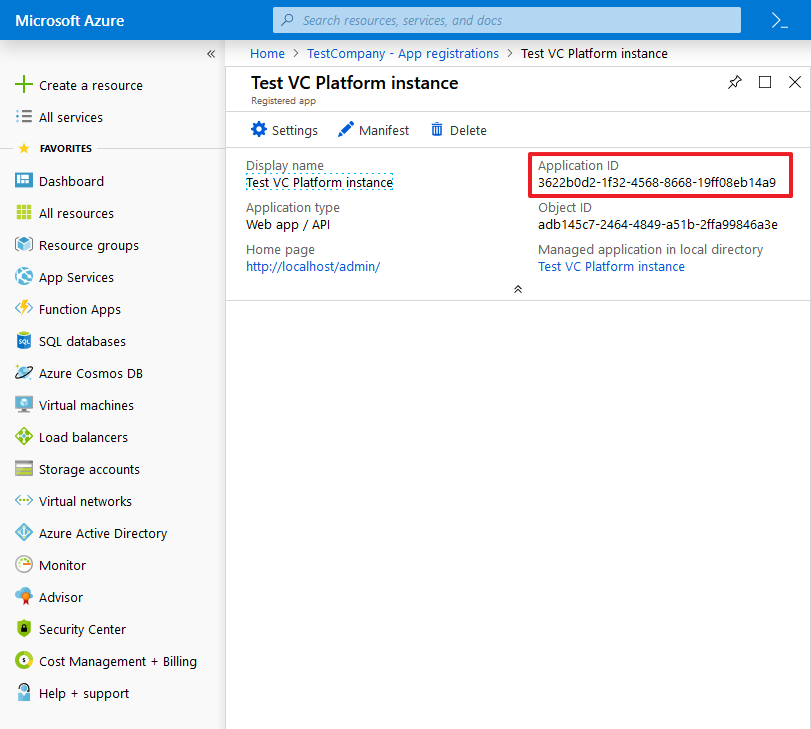 Microsoft Azure
Search resources, services, and docs
Home > TestCompany - App registrations > Test VC Platform instance
Create a resource
All services
FAVORITES
Dashboard
All resources
Resource groups
App Services
Function Apps
SQL databases
Azure Cosmos DB
Virtual machines
Load balancers
Storage accounts
Virtual networks
Azure Active Directory
Monitor
Advisor
Security Center
Cost Management + Billing
Help + support
Test VC Platform instance
Registered app
Settings
Manifest
Delete
Display name
Test VC Platform instance
Application type
Web app / API
Home page
http://localhost/admin/
Application ID
3622b0d2-1f32-4568-8668-19ff08eb14a9
Object ID
adb145c7-2464-4849-a51b-2ffa99846a3e
Managed application in local directory
Test VC Platform instance